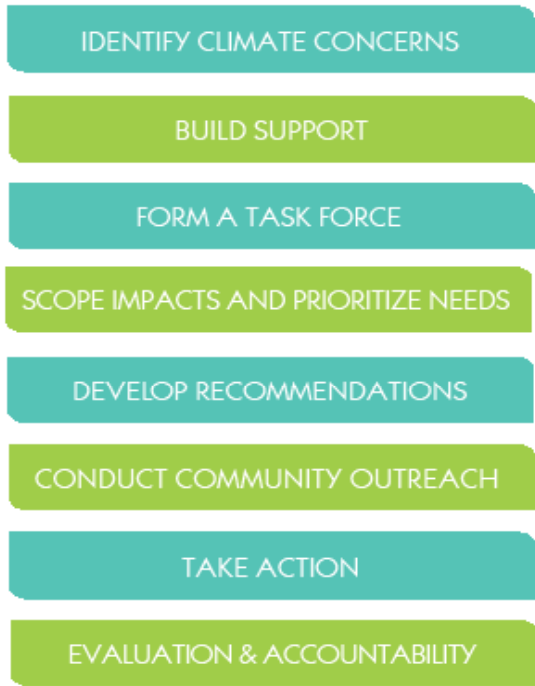 IDENTIFY CLIMATE CONCERNS
BUILD SUPPORT
FORM A TASK FORCE
SCOPE IMPACTS AND PRIORITIZE NEEDS
DEVELOP RECOMMENDATIONS
CONDUCT COMMUNITY OUTREACH
TAKE ACTION
EVALUATION & ACCOUNTABILITY